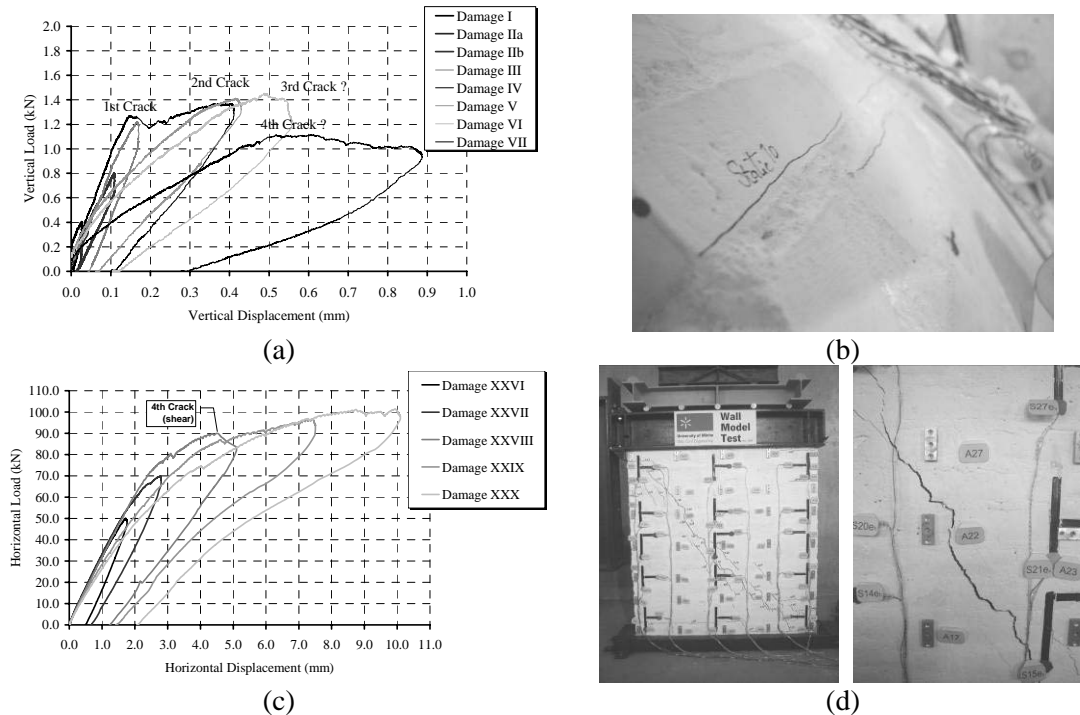 2.0
1.8
1.6
1.4
1.2
1.0
0.8
0.6
0.4
0.2
0.0
Vertical Load (kN)
1st Crack
2nd Crack
3rd Crack ?
4th Crack ?
Damage I
Damage IIa
Damage IIb
Damage III
Damage IV
Damage V
Damage VI
Damage VII
0.0 0.1 0.2 0.3 0.4 0.5 0.6 0.7 0.8 0.9 1.0
Vertical Displacement (mm)
(a)
Static 10
(b)
110.0
100.0
90.0
80.0
70.0
60.0
50.0
40.0
30.0
20.0
10.0
0.0
Horizontal Load (kN)
4th Crack
(shear)
Damage XXVI
Damage XXVII
Damage XXVIII
Damage XXIX
Damage XXX
0.0 1.0 2.0 3.0 4.0 5.0 6.0 7.0 8.0 9.0 10.0 11.0
Horizontal Displacement (mm)
(c)
University of Minho
Wall
Model
Test
S27e
A27
S20e
A22
S21e
A23
S14e
A17
S15e
(d)